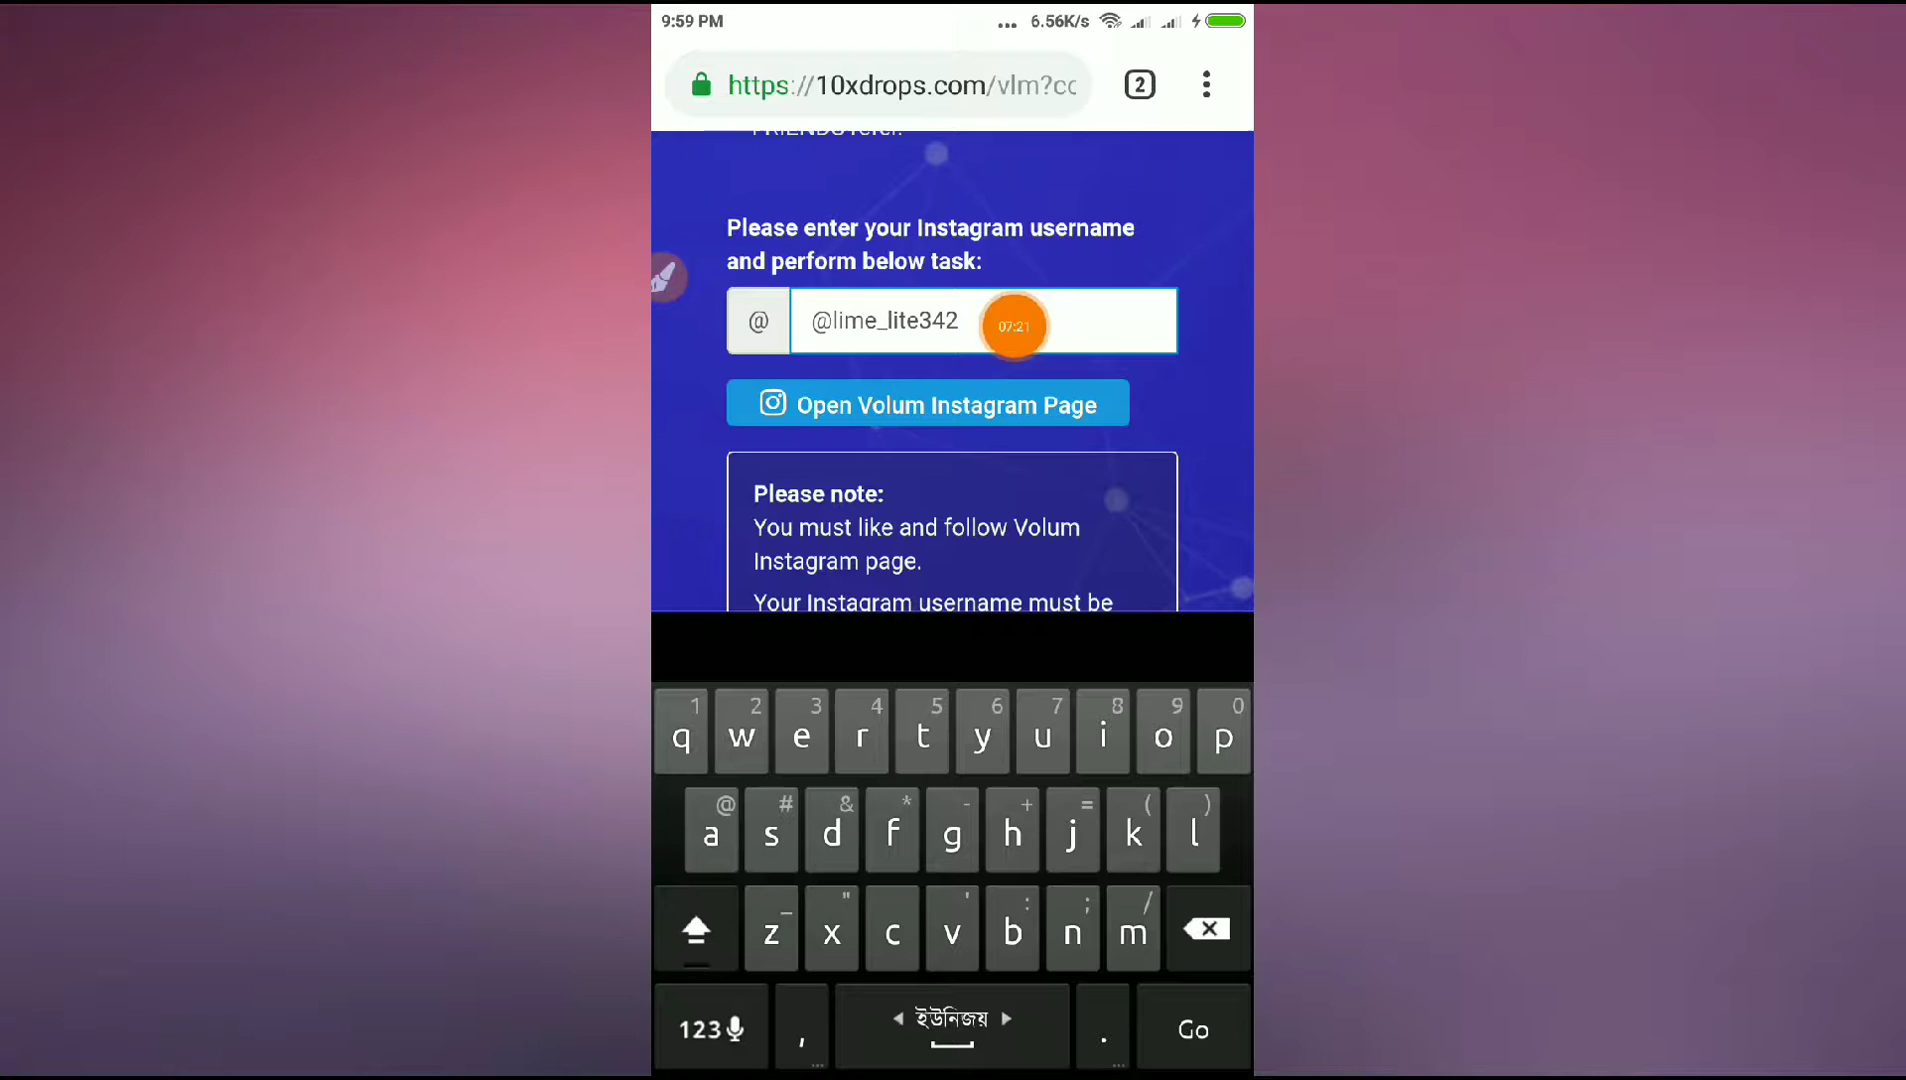 9:59 PM
... 6.56K/s
https://10xdrops.com/vlm?cc
2
FRIENDS refer.
Please enter your Instagram username
and perform below task:
@ @lime_lite342
07:21
Open Volum Instagram Page
Please note:
You must like and follow Volum
Instagram page.
Your Instagram username must be
1 2 3 4 5 6 7 8 9 0
q w e r t y u i o p
@ # & * - + = ( )
a s d f g h j k l
_ " ' : ; /
z x c v b n m
123 , ইউনিজয় . Go